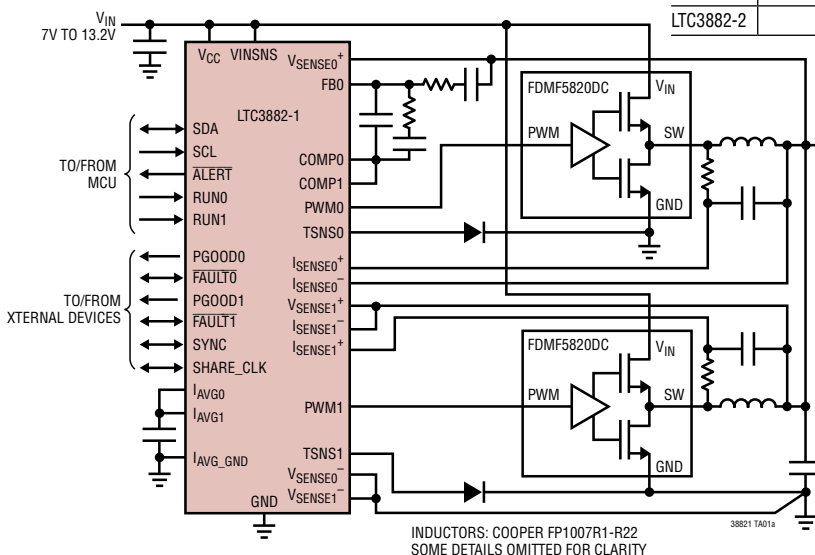 LTC3882-2
VIN
7V TO 13.2V
VCC VINSNS
VSENSE0+
FB0
LTC3882-1
SDA
SCL
ALERT
RUN0
RUN1
TO/FROM
MCU
COMP0
COMP1
PWM0
TSNS0
ISENSE0+
ISENSE0–
VSENSE1+
ISENSE1–
ISENSE1+
PGOOD0
FAULT0
PGOOD1
FAULT1
SYNC
SHARE_CLK
TO/FROM
XTERNAL DEVICES
IAVG0
IAVG1
IAVG_GND
PWM1
TSNS1
VSENSE0–
VSENSE1–
GND
FDMF5820DC
VIN
PWM
SW
GND
FDMF5820DC
VIN
PWM
SW
GND
38821 TA01a
INDUCTORS: COOPER FP1007R1-R22
SOME DETAILS OMITTED FOR CLARITY